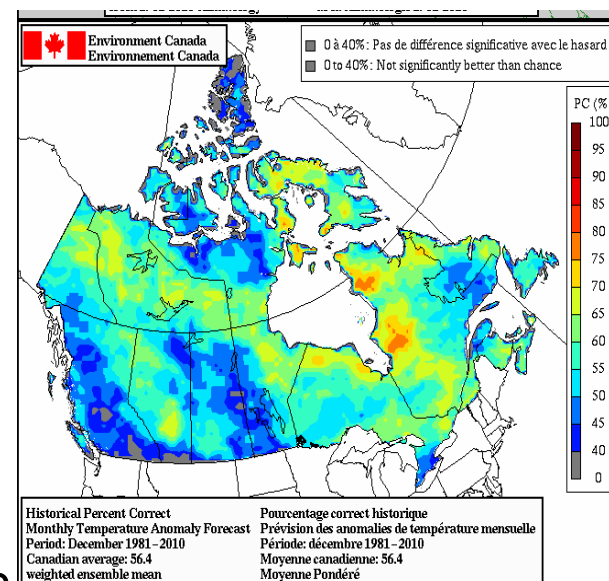 Environment Canada
Environnement Canada
0 à 40%: Pas de différence significative avec le hasard
0 to 40%: Not significantly better than chance
PC (%
100
95
90
85
80
75
70
65
60
55
50
45
40
0
Historical Percent Correct
Monthly Temperature Anomaly Forecast
Period: December 1981-2010
Canadian average: 56.4
weighted ensemble mean
Pourcentage correct historique
Prévision des anomalies de température mensuelle
Période: décembre 1981-2010
Moyenne canadienne: 56.4
Moyenne Pondéré